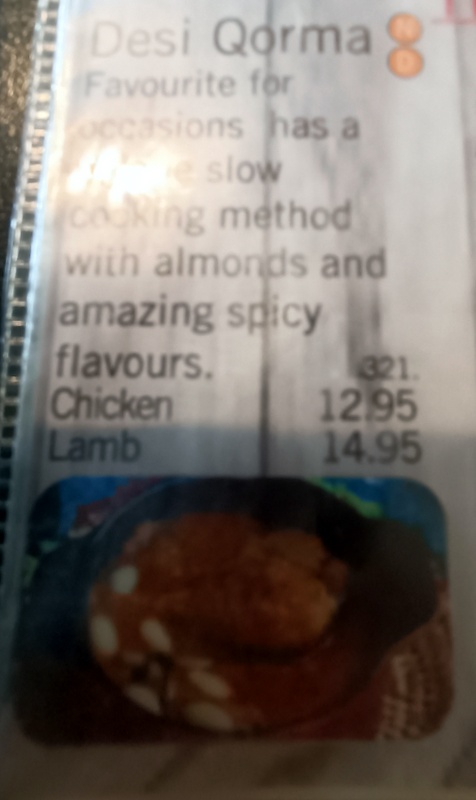 Desi Qorma N
D
Favourite for
occasions has a
slow
cooking method
with almonds and
amazing spicy
flavours. 321.
Chicken 12.95
Lamb 14.95